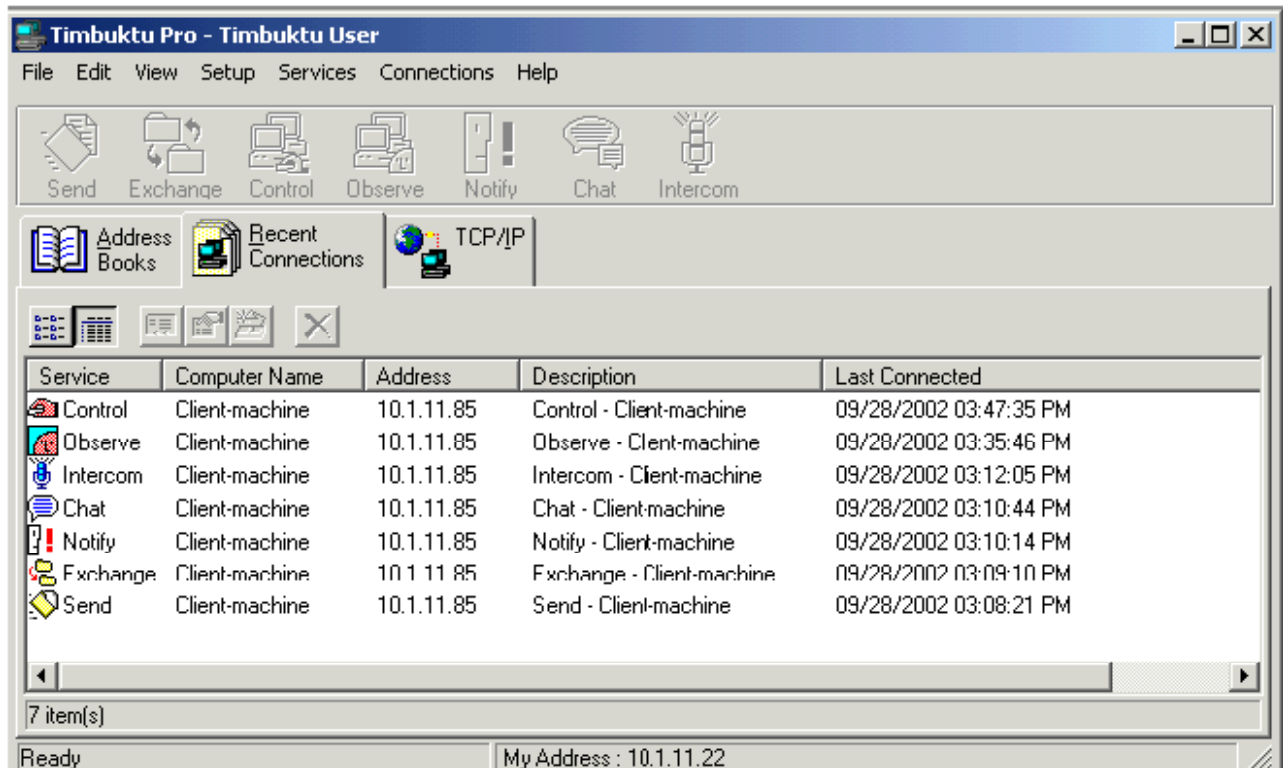 Timbuktu Pro - Timbuktu User
File Edit View Setup Services Connections Help
Send Exchange Control Observe Notify Chat Intercom
Address Books
Recent Connections
TCP/IP
Service Computer Name Address Description Last Connected
Control Client-machine 10.1.11.85 Control - Client-machine 09/28/2002 03:47:35 PM
Observe Client-machine 10.1.11.85 Observe - Client-machine 09/28/2002 03:35:46 PM
Intercom Client-machine 10.1.11.85 Intercom - Client-machine 09/28/2002 03:12:05 PM
Chat Client-machine 10.1.11.85 Chat - Client-machine 09/28/2002 03:10:44 PM
Notify Client-machine 10.1.11.85 Notify - Client-machine 09/28/2002 03:10:14 PM
Exchange Client-machine 10.1.11.85 Exchange - Client-machine 09/28/2002 03:09:10 PM
Send Client-machine 10.1.11.85 Send - Client-machine 09/28/2002 03:08:21 PM
7 item(s)
Ready My Address : 10.1.11.22